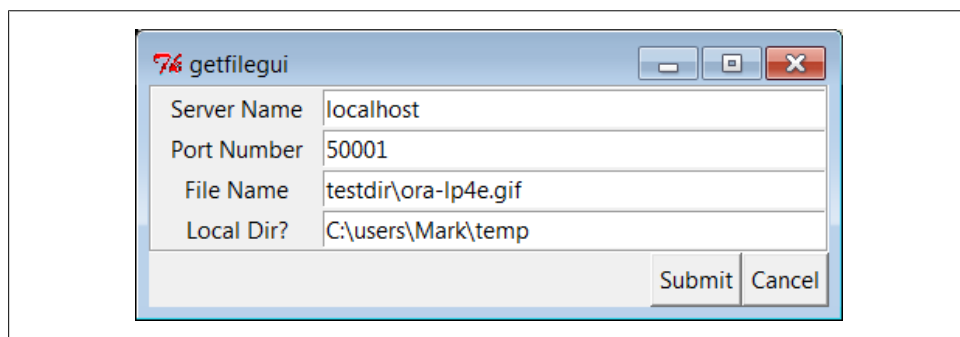 getfilegui
Server Name localhost
Port Number 50001
File Name testdir\ora-lp4e.gif
Local Dir? C:\users\Mark\temp
Submit Cancel